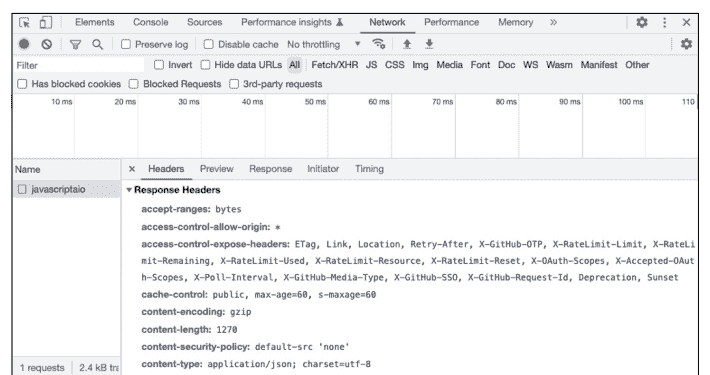 Elements Console Sources Performance insights Network Performance Memory »
Preserve log Disable cache No throttling
Filter Invert Hide data URLs All Fetch/XHR JS CSS Img Media Font Doc WS Wasm Manifest Other
Has blocked cookies Blocked Requests 3rd-party requests
10 ms 20 ms 30 ms 40 ms 50 ms 60 ms 70 ms 80 ms 90 ms 100 ms 110
Name × Headers Preview Response Initiator Timing
javascriptaio
Response Headers
accept-ranges: bytes
access-control-allow-origin: *
access-control-expose-headers: ETag, Link, Location, Retry-After, X-GitHub-OTP, X-RateLimit-Limit, X-RateLi
mit-Remaining, X-RateLimit-Used, X-RateLimit-Resource, X-RateLimit-Reset, X-OAuth-Scopes, X-Accepted-OAut
h-Scopes, X-Poll-Interval, X-GitHub-Media-Type, X-GitHub-SSO, X-GitHub-Request-Id, Deprecation, Sunset
cache-control: public, max-age=60, s-maxage=60
content-encoding: gzip
content-length: 1270
content-security-policy: default-src 'none'
content-type: application/json; charset=utf-8
1 requests 2.4 kB tra